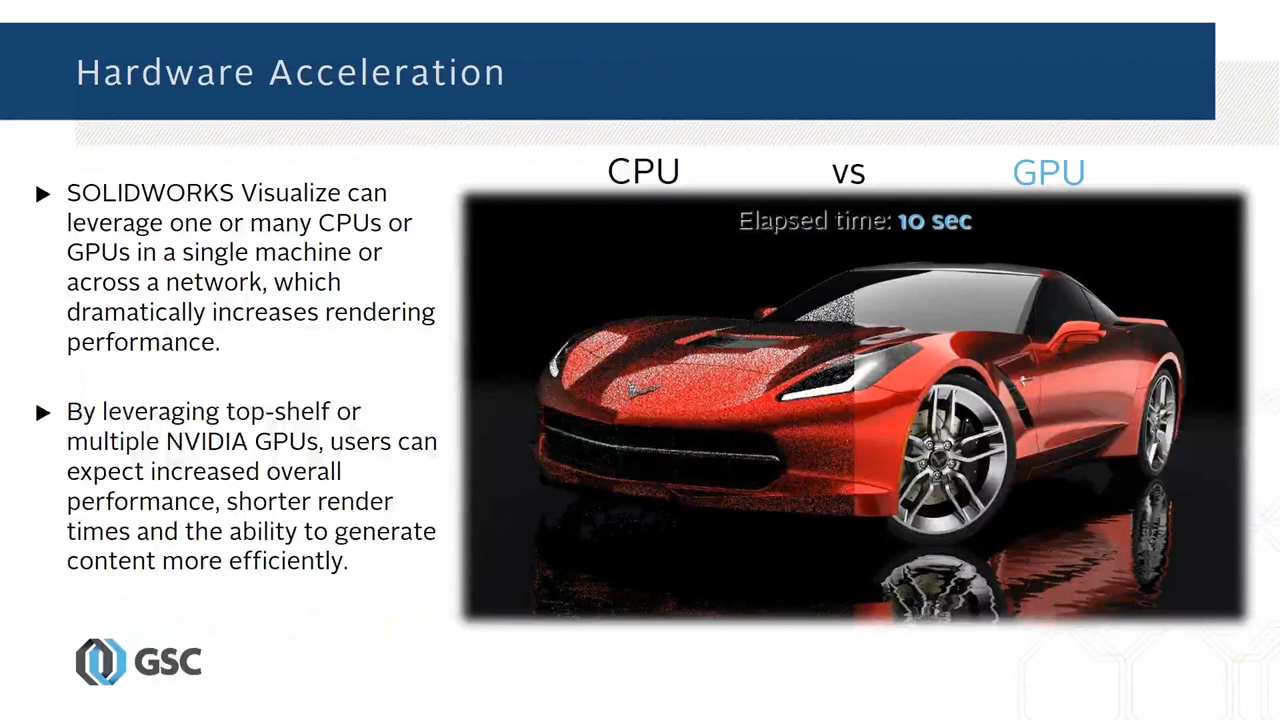 Hardware Acceleration
CPU vs GPU
SOLIDWORKS Visualize can
leverage one or many CPUs or
GPUs in a single machine or
across a network, which
dramatically increases rendering
performance.
By leveraging top-shelf or
multiple NVIDIA GPUs, users can
expect increased overall
performance, shorter render
times and the ability to generate
content more efficiently.
Elapsed time: 10 sec
GSC